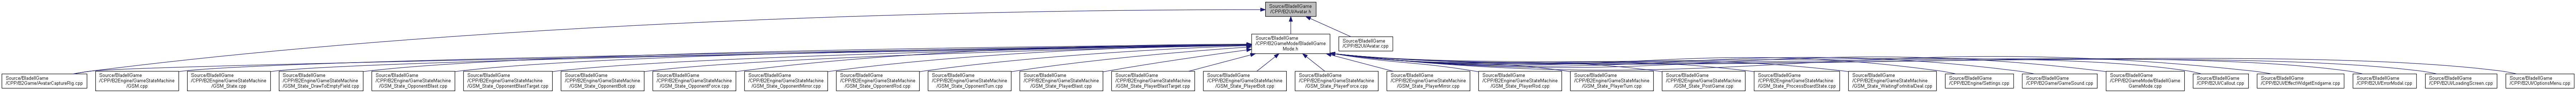 Source/BladeIIGame
/CPP/B2UI/Avatar.h
Source/BladeIIGame
/CPP/B2GameMode/BladeIIGame
Mode.h
Source/BladeIIGame
/CPP/B2UI/Avatar.cpp
Source/BladeIIGame
/CPP/B2Game/AvatarCaptureRig.cpp
Source/BladeIIGame
/CPP/B2Engine/GameStateMachine
/GSM.cpp
Source/BladeIIGame
/CPP/B2Engine/GameStateMachine
/GSM_State.cpp
Source/BladeIIGame
/CPP/B2Engine/GameStateMachine
/GSM_State_DrawToEmptyField.cpp
Source/BladeIIGame
/CPP/B2Engine/GameStateMachine
/GSM_State_OpponentBlast.cpp
Source/BladeIIGame
/CPP/B2Engine/GameStateMachine
/GSM_State_OpponentBlastTarget.cpp
Source/BladeIIGame
/CPP/B2Engine/GameStateMachine
/GSM_State_OpponentBolt.cpp
Source/BladeIIGame
/CPP/B2Engine/GameStateMachine
/GSM_State_OpponentForce.cpp
Source/BladeIIGame
/CPP/B2Engine/GameStateMachine
/GSM_State_OpponentMirror.cpp
Source/BladeIIGame
/CPP/B2Engine/GameStateMachine
/GSM_State_OpponentRod.cpp
Source/BladeIIGame
/CPP/B2Engine/GameStateMachine
/GSM_State_OpponentTurn.cpp
Source/BladeIIGame
/CPP/B2Engine/GameStateMachine
/GSM_State_PlayerBlast.cpp
Source/BladeIIGame
/CPP/B2Engine/GameStateMachine
/GSM_State_PlayerBlastTarget.cpp
Source/BladeIIGame
/CPP/B2Engine/GameStateMachine
/GSM_State_PlayerBolt.cpp
Source/BladeIIGame
/CPP/B2Engine/GameStateMachine
/GSM_State_PlayerForce.cpp
Source/BladeIIGame
/CPP/B2Engine/GameStateMachine
/GSM_State_PlayerMirror.cpp
Source/BladeIIGame
/CPP/B2Engine/GameStateMachine
/GSM_State_PlayerRod.cpp
Source/BladeIIGame
/CPP/B2Engine/GameStateMachine
/GSM_State_PlayerTurn.cpp
Source/BladeIIGame
/CPP/B2Engine/GameStateMachine
/GSM_State_PostGame.cpp
Source/BladeIIGame
/CPP/B2Engine/GameStateMachine
/GSM_State_ProcessBoardState.cpp
Source/BladeIIGame
/CPP/B2Engine/GameStateMachine
/GSM_State_WaitingForInitialDeal.cpp
Source/BladeIIGame
/CPP/B2Engine/Settings.cpp
Source/BladeIIGame
/CPP/B2Game/GameSound.cpp
Source/BladeIIGame
/CPP/B2GameMode/BladeIIGame
GameMode.cpp
Source/BladeIIGame
/CPP/B2UI/Callout.cpp
Source/BladeIIGame
/CPP/B2UI/EffectWidgetEndgame.cpp
Source/BladeIIGame
/CPP/B2UI/ErrorModal.cpp
Source/BladeIIGame
/CPP/B2UI/LoadingScreen.cpp
Source/BladeIIGame
/CPP/B2UI/OptionsMenu.cpp